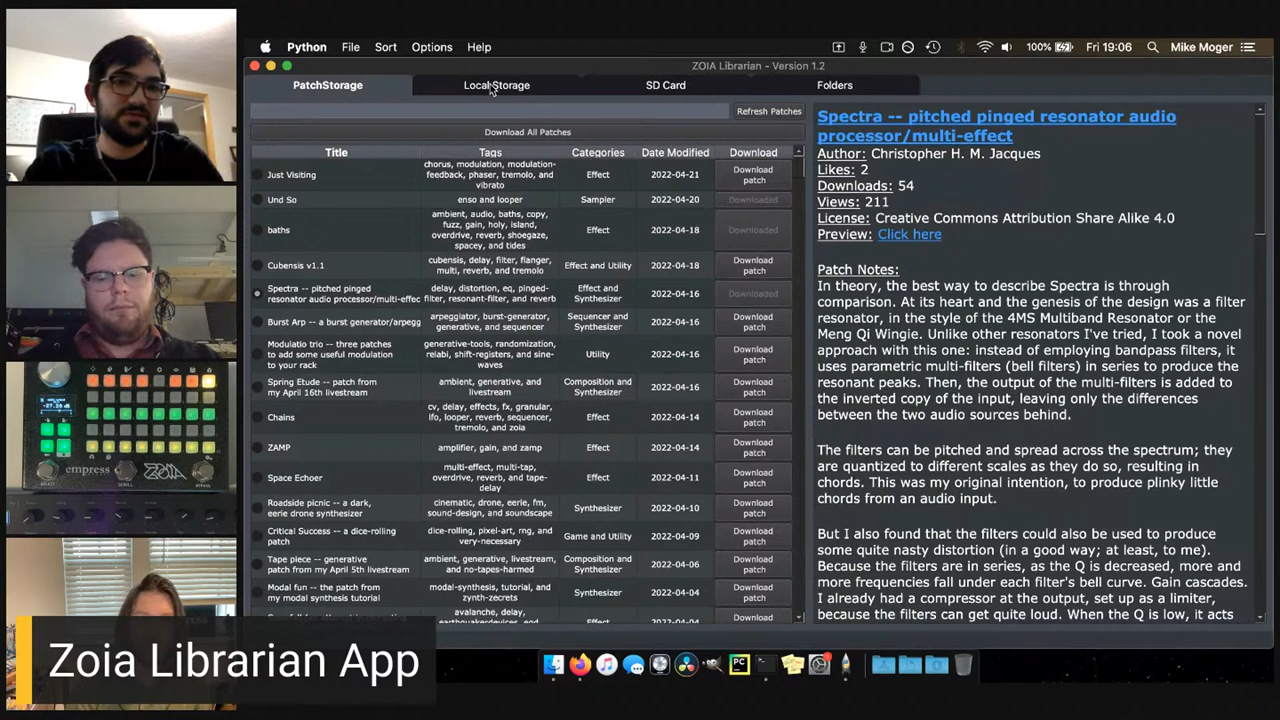 Python File Sort Options Help
100% Fri 19:06 Mike Moger
ZOIA Librarian - Version 1.2
PatchStorage Local Storage SD Card Folders
Refresh Patches
Download All Patches
Title Tags Categories Date Modified Download
Just Visiting
chorus, modulation, modulation-
feedback, phaser, tremolo, and
vibrato
Effect
2022-04-21
Download
patch
Und So
enso and looper
Sampler
2022-04-20
Downloaded
baths
ambient, audio, baths, copy,
fuzz, gain, holy, island,
overdrive, reverb, shoegaze,
spacey, and tides
Effect
2022-04-18
Downloaded
Cubensis v1.1
cubensis, delay, filter, flanger,
multi, reverb, and tremolo
Effect and Utility
2022-04-18
Download
patch
Spectra -- pitched pinged
resonator audio processor/multi-effec
delay, distortion, eq, pinged-
filter, resonant-filter, and reverb
Effect and
Synthesizer
2022-04-16
Downloaded
Burst Arp -- a burst generator/arpegg
arpeggiator, burst-generator,
generative, and sequencer
Sequencer and
Synthesizer
2022-04-16
Download
patch
Modulatio trio -- three patches
to add some useful modulation
to your rack
generative-tools, randomization,
relabi, shift-registers, and sine-
waves
Utility
2022-04-16
Download
patch
Spring Etude -- patch from
my April 16th livestream
ambient, generative, and
livestream
Composition and
Synthesizer
2022-04-16
Download
patch
Chains
cv, delay, effects, fx, granular,
lfo, looper, reverb, sequencer,
tremolo, and zoia
Effect
2022-04-14
Download
patch
ZAMP
amplifier, gain, and zamp
Effect
2022-04-14
Download
patch
Space Echoer
multi-effect, multi-tap,
overdrive, reverb, and tape-
delay
Effect
2022-04-11
Download
patch
Roadside picnic -- a dark,
eerie drone synthesizer
cinematic, drone, eerie, fm,
sound-design, and soundscape
Synthesizer
2022-04-10
Download
patch
Critical Success -- a dice-rolling
patch
dice-rolling, pixel-art, rng, and
very-necessary
Game and Utility
2022-04-09
Download
patch
Tape piece -- generative
patch from my April 5th livestream
ambient, generative, livestream,
and no-tapes-harmed
Composition and
Synthesizer
2022-04-06
Download
patch
Modal fun -- the patch from
my modal synthesis tutorial
modal-synthesis, tutorial, and
zynth-secrets
Synthesizer
2022-04-04
Download
patch
avalanche, delay,
Download
Spectra -- pitched pinged resonator audio
processor/multi-effect
Author: Christopher H. M. Jacques
Likes: 2
Downloads: 54
Views: 211
License: Creative Commons Attribution Share Alike 4.0
Preview: Click here
Patch Notes:
In theory, the best way to describe Spectra is through
comparison. At its heart and the genesis of the design was a filter
resonator, in the style of the 4MS Multiband Resonator or the
Meng Qi Wingie. Unlike other resonators I've tried, I took a novel
approach with this one: instead of employing bandpass filters, it
uses parametric multi-filters (bell filters) in series to produce the
resonant peaks. Then, the output of the multi-filters is added to
the inverted copy of the input, leaving only the differences
between the two audio sources behind.
The filters can be pitched and spread across the spectrum; they
are quantized to different scales as they do so, resulting in
chords. This was my original intention, to produce plinky little
chords from an audio input.
But I also found that the filters could also be used to produce
some quite nasty distortion (in a good way; at least, to me).
Because the filters are in series, as the Q is decreased, more and
more frequencies fall under each filter's bell curve. Gain cascades.
I already had a compressor at the output, set up as a limiter,
because the filters can get quite loud. When the Q is low, it acts
empress ZOIA
Zoia Librarian App
PC